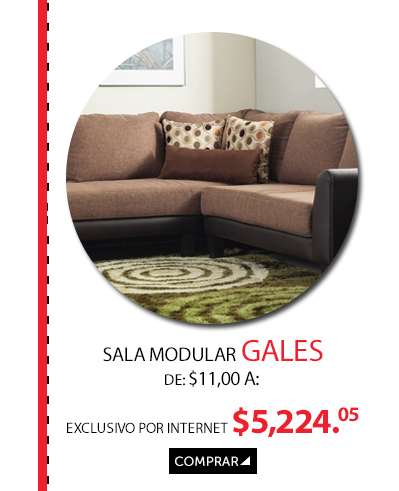 SALA MODULAR GALES
DE: $11,00 A:
EXCLUSIVO POR INTERNET $5,224.05
COMPRAR